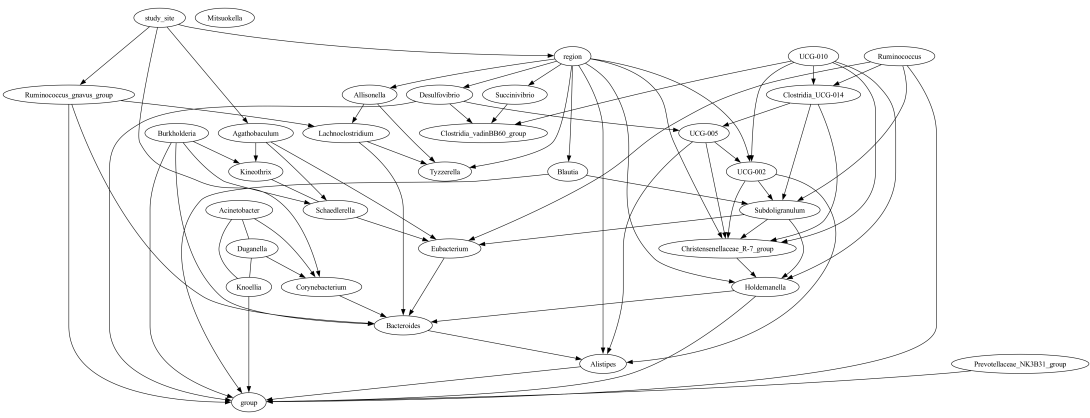 study_site
Mitsuokella
region
UCG-010
Ruminococcus
Ruminococcus_gnavus_group
Allisonella
Desulfovibrio
Succinivibrio
Clostridia_UCG-014
Burkholderia
Agathobaculum
Lachnoclostridium
Clostridia_vadinBB60_group
UCG-005
Kineothrix
Tyzzerella
Blautia
UCG-002
Acinetobacter
Schaedlerella
Subdoligranulum
Duganella
Eubacterium
Christensenellaceae_R-7_group
Knoellia
Corynebacterium
Holdemanella
Bacteroides
Alistipes
Prevotellaceae_NK3B31_group
group